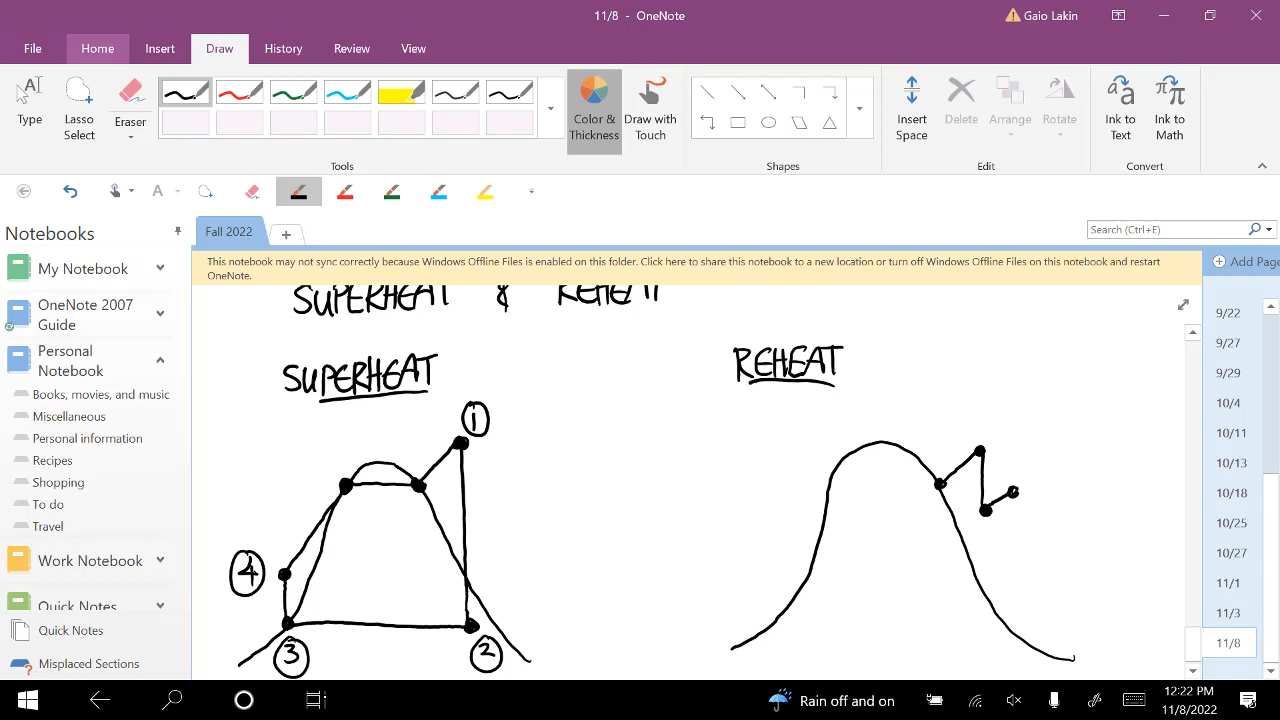 11/8 - OneNote
Gaio Lakin
File Home Insert Draw History Review View
Type
Lasso Select
Eraser
Color & Thickness
Draw with Touch
Insert Space
Delete
Arrange
Rotate
Ink to Text
Ink to Math
Tools
Shapes
Edit
Convert
A
Notebooks
Fall 2022
Search (Ctrl+E)
This notebook may not sync correctly because Windows Offline Files is enabled on this folder. Click here to share this notebook to a new location or turn off Windows Offline Files on this notebook and restart
OneNote.
Add Page
My Notebook
OneNote 2007
Guide
Personal
Notebook
Books, movies, and music
Miscellaneous
Personal information
Recipes
Shopping
To do
Travel
Work Notebook
Quick Notes
Quick Notes
Misplaced Sections
SUPERHEAT & REHEAT
SUPERHEAT
REHEAT
1
4
3
2
9/22
9/27
9/29
10/4
10/11
10/13
10/18
10/25
10/27
11/1
11/3
11/8
Rain off and on
12:22 PM
11/8/2022